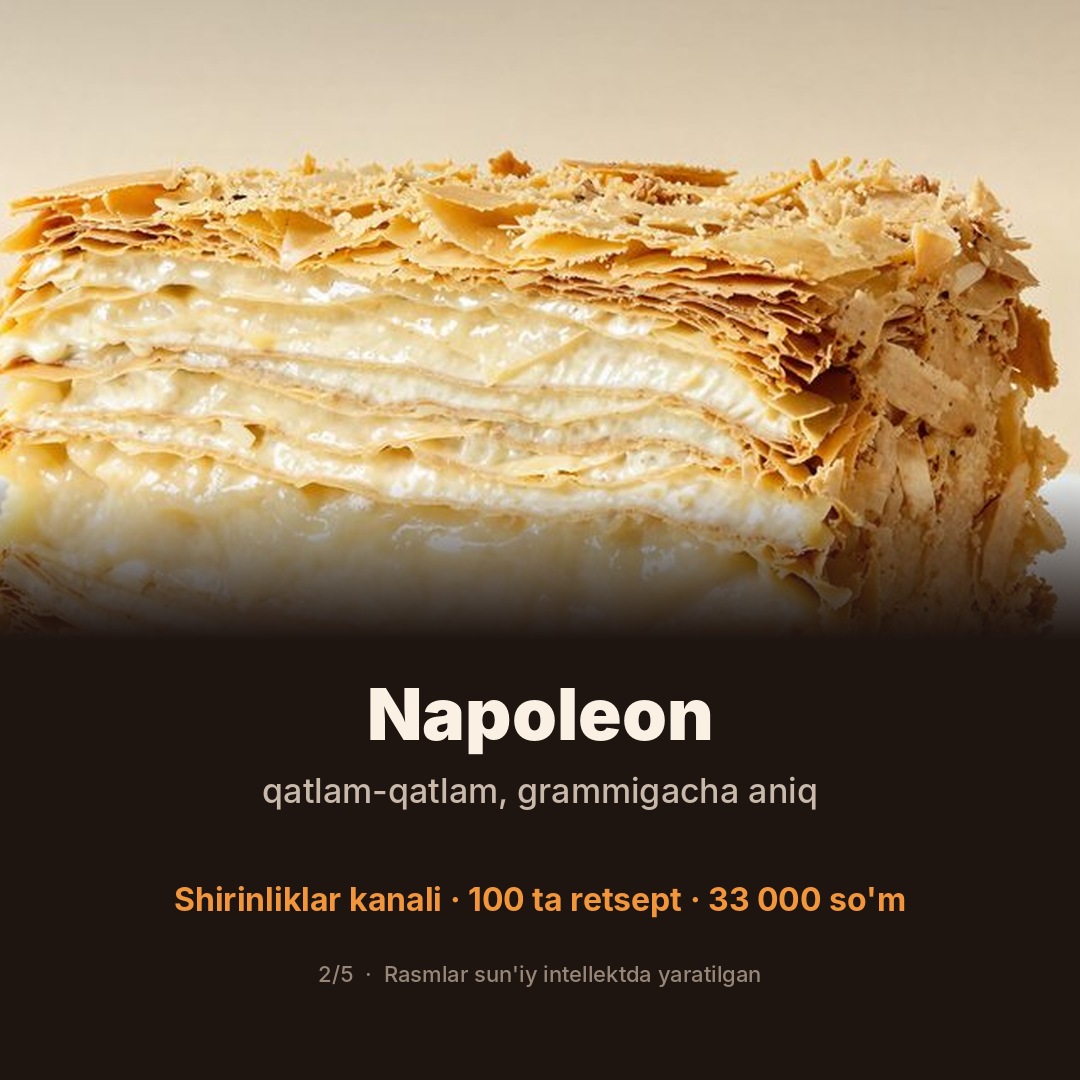 Napoleon
qatlam-qatlam, grammigacha aniq
Shirinliklar kanali · 100 ta retsept · 33 000 so'm
2/5 · Rasmlar sun'iy intellektda yaratilgan